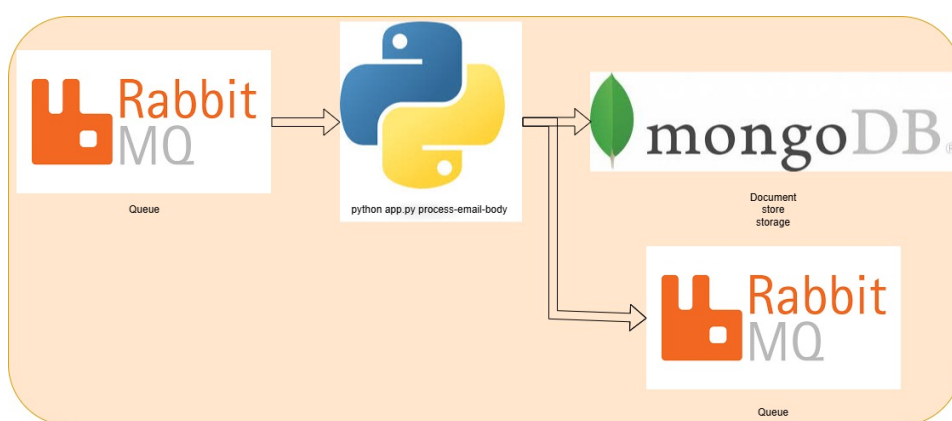 Rabbit
MQ
Queue
python app.py process-email-body
mongoDB®
Document
store
storage
Rabbit
MQ
Queue